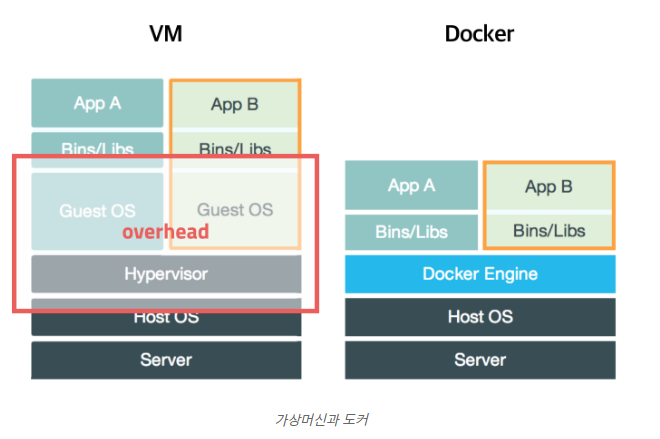 VM
App A
App B
Bins/Libs
Bins/Libs
Guest OS
Guest OS
overhead
Hypervisor
Host OS
Server
Docker
App A
App B
Bins/Libs
Bins/Libs
Docker Engine
Host OS
Server
가상머신과 도커